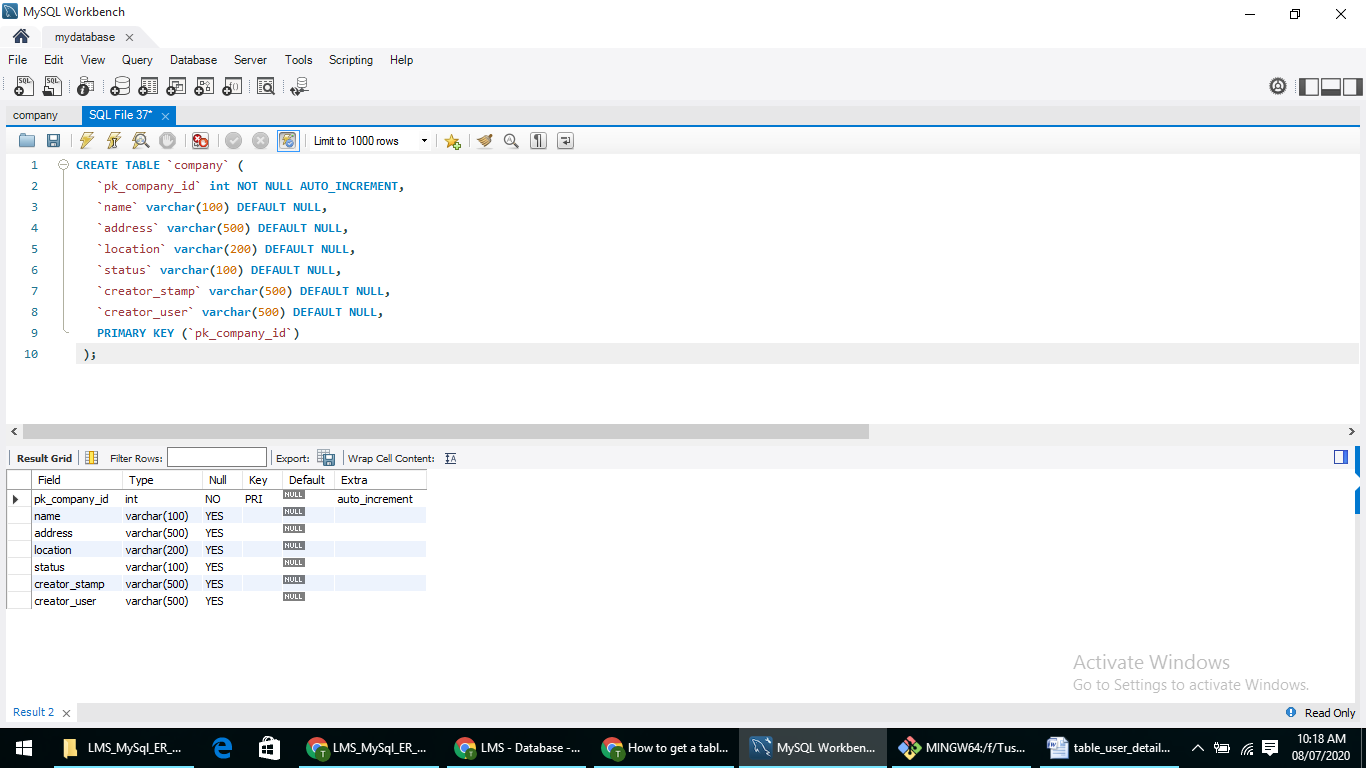 MySQL Workbench
mydatabase
File Edit View Query Database Server Tools Scripting Help
company SQL File 37*
Limit to 1000 rows
1 CREATE TABLE `company` (
2 `pk_company_id` int NOT NULL AUTO_INCREMENT,
3 `name` varchar(100) DEFAULT NULL,
4 `address` varchar(500) DEFAULT NULL,
5 `location` varchar(200) DEFAULT NULL,
6 `status` varchar(100) DEFAULT NULL,
7 `creator_stamp` varchar(500) DEFAULT NULL,
8 `creator_user` varchar(500) DEFAULT NULL,
9 PRIMARY KEY (`pk_company_id`)
10 );
Result Grid Filter Rows: Export: Wrap Cell Content:
Field Type Null Key Default Extra
pk_company_id int NO PRI NULL auto_increment
name varchar(100) YES NULL
address varchar(500) YES NULL
location varchar(200) YES NULL
status varchar(100) YES NULL
creator_stamp varchar(500) YES NULL
creator_user varchar(500) YES NULL
Activate Windows
Go to Settings to activate Windows.
Result 2 Read Only
LMS_MySql_ER_... LMS_MySql_ER_... LMS - Database -... How to get a tabl... MySQL Workben... MINGW64:/f/Tus... table_user_detail... 10:18 AM
08/07/2020